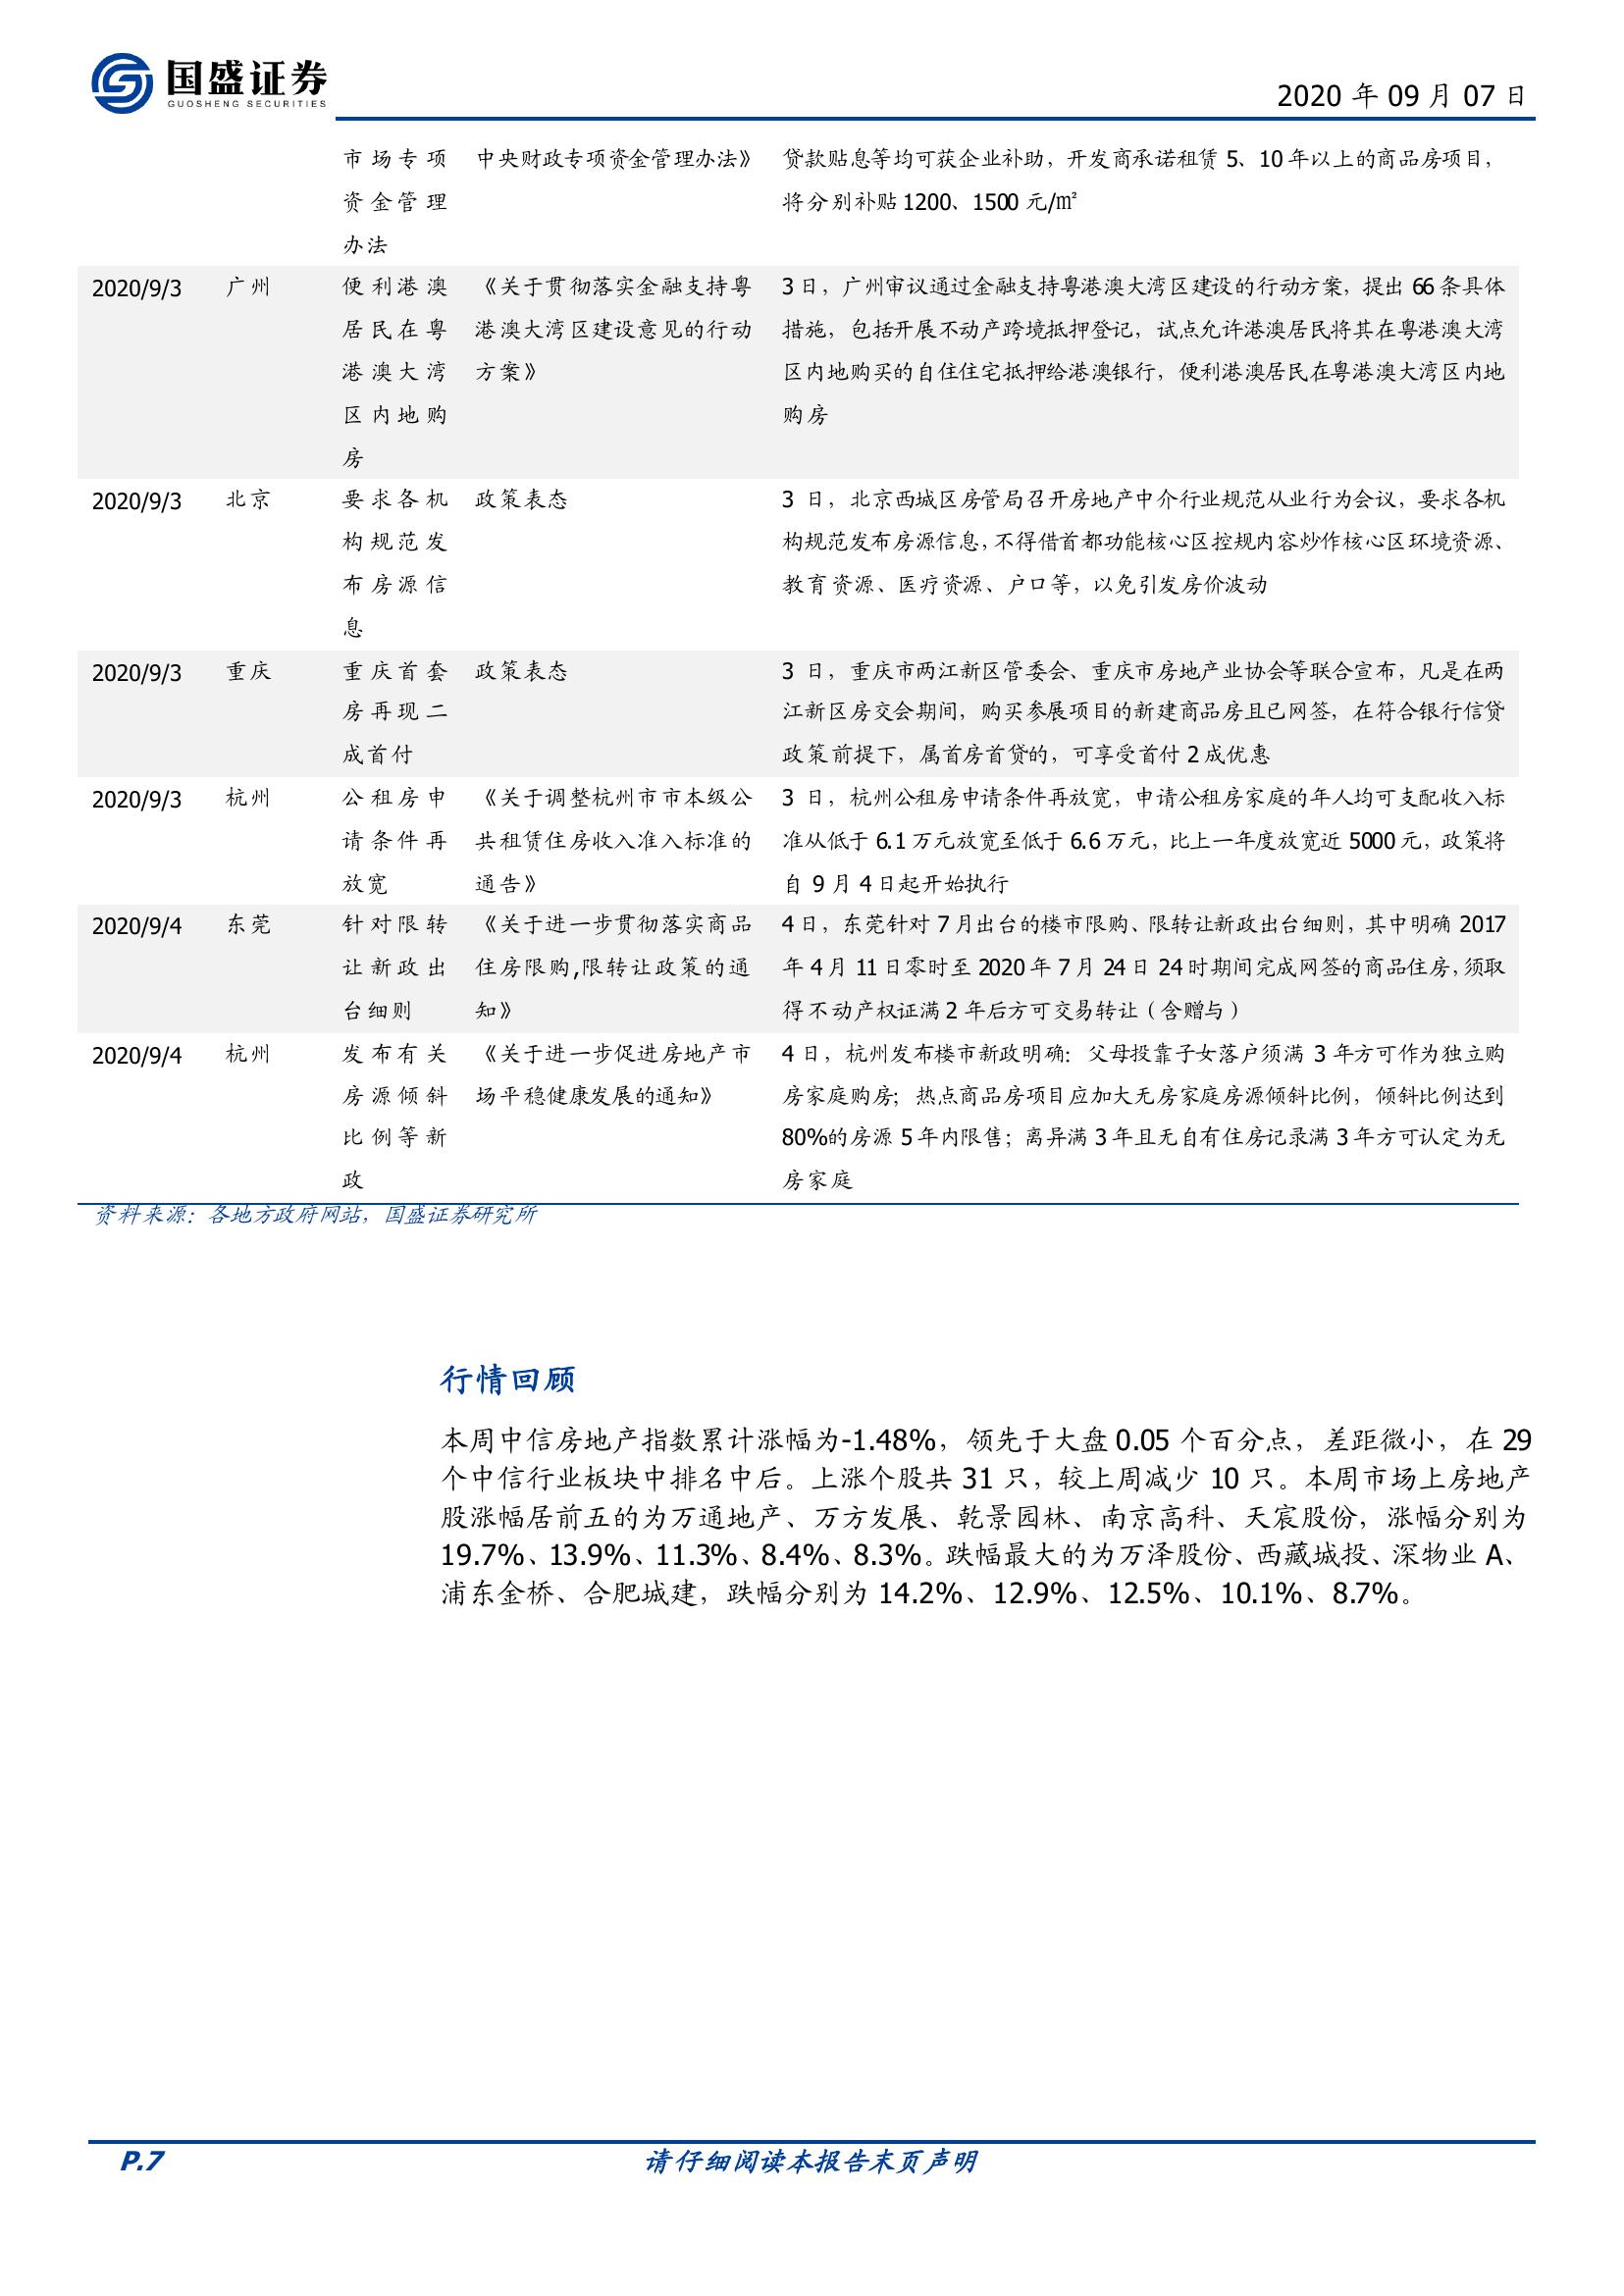 国盛证券
GUOSHENG SECURITIES
2020 年 09 月 07 日
市场专项
资金管理
办法
中央财政专项资金管理办法》
贷款贴息等均可获企业补助，开发商承诺租赁 5、10 年以上的商品房项目，
将分别补贴 1200、1500 元/㎡
2020/9/3
广州
便利港澳
居民在粤
港澳大湾
区内地购
房
《关于贯彻落实金融支持粤
港澳大湾区建设意见的行动
方案》
3 日，广州审议通过金融支持粤港澳大湾区建设的行动方案，提出 66 条具体
措施，包括开展不动产跨境抵押登记，试点允许港澳居民将其在粤港澳大湾
区内地购买的自住住宅抵押给港澳银行，便利港澳居民在粤港澳大湾区内地
购房
2020/9/3
北京
要求各机
构规范发
布房源信
息
政策表态
3 日，北京西城区房管局召开房地产中介行业规范从业行为会议，要求各机
构规范发布房源信息，不得借首都功能核心区控规内容炒作核心区环境资源、
教育资源、医疗资源、户口等，以免引发房价波动
2020/9/3
重庆
重庆首套
房再现二
成首付
政策表态
3 日，重庆市两江新区管委会、重庆市房地产业协会等联合宣布，凡是在两
江新区房交会期间，购买参展项目的新建商品房且已网签，在符合银行信贷
政策前提下，属首房首贷的，可享受首付 2 成优惠
2020/9/3
杭州
公租房申
请条件再
放宽
《关于调整杭州市市本级公
共租赁住房收入准入标准的
通告》
3 日，杭州公租房申请条件再放宽，申请公租房家庭的年人均可支配收入标
准从低于 6.1 万元放宽至低于 6.6 万元，比上一年度放宽近 5000 元，政策将
自 9 月 4 日起开始执行
2020/9/4
东莞
针对限转
让新政出
台细则
《关于进一步贯彻落实商品
住房限购,限转让政策的通
知》
4 日，东莞针对 7 月出台的楼市限购、限转让新政出台细则，其中明确 2017
年 4 月 11 日零时至 2020 年 7 月 24 日 24 时期间完成网签的商品住房，须取
得不动产权证满 2 年后方可交易转让（含赠与）
2020/9/4
杭州
发布有关
房源倾斜
比例等新
政
《关于进一步促进房地产市
场平稳健康发展的通知》
4 日，杭州发布楼市新政明确：父母投靠子女落户须满 3 年方可作为独立购
房家庭购房；热点商品房项目应加大无房家庭房源倾斜比例，倾斜比例达到
80%的房源 5 年内限售；离异满 3 年且无自有住房记录满 3 年方可认定为无
房家庭
资料来源：各地方政府网站，国盛证券研究所
行情回顾
本周中信房地产指数累计涨幅为-1.48%，领先于大盘 0.05 个百分点，差距微小，在 29
个中信行业板块中排名中后。上涨个股共 31 只，较上周减少 10 只。本周市场上房地产
股涨幅居前五的为万通地产、万方发展、乾景园林、南京高科、天宸股份，涨幅分别为
19.7%、13.9%、11.3%、8.4%、8.3%。跌幅最大的为万泽股份、西藏城投、深物业 A、
浦东金桥、合肥城建，跌幅分别为 14.2%、12.9%、12.5%、10.1%、8.7%。
P.7
请仔细阅读本报告末页声明